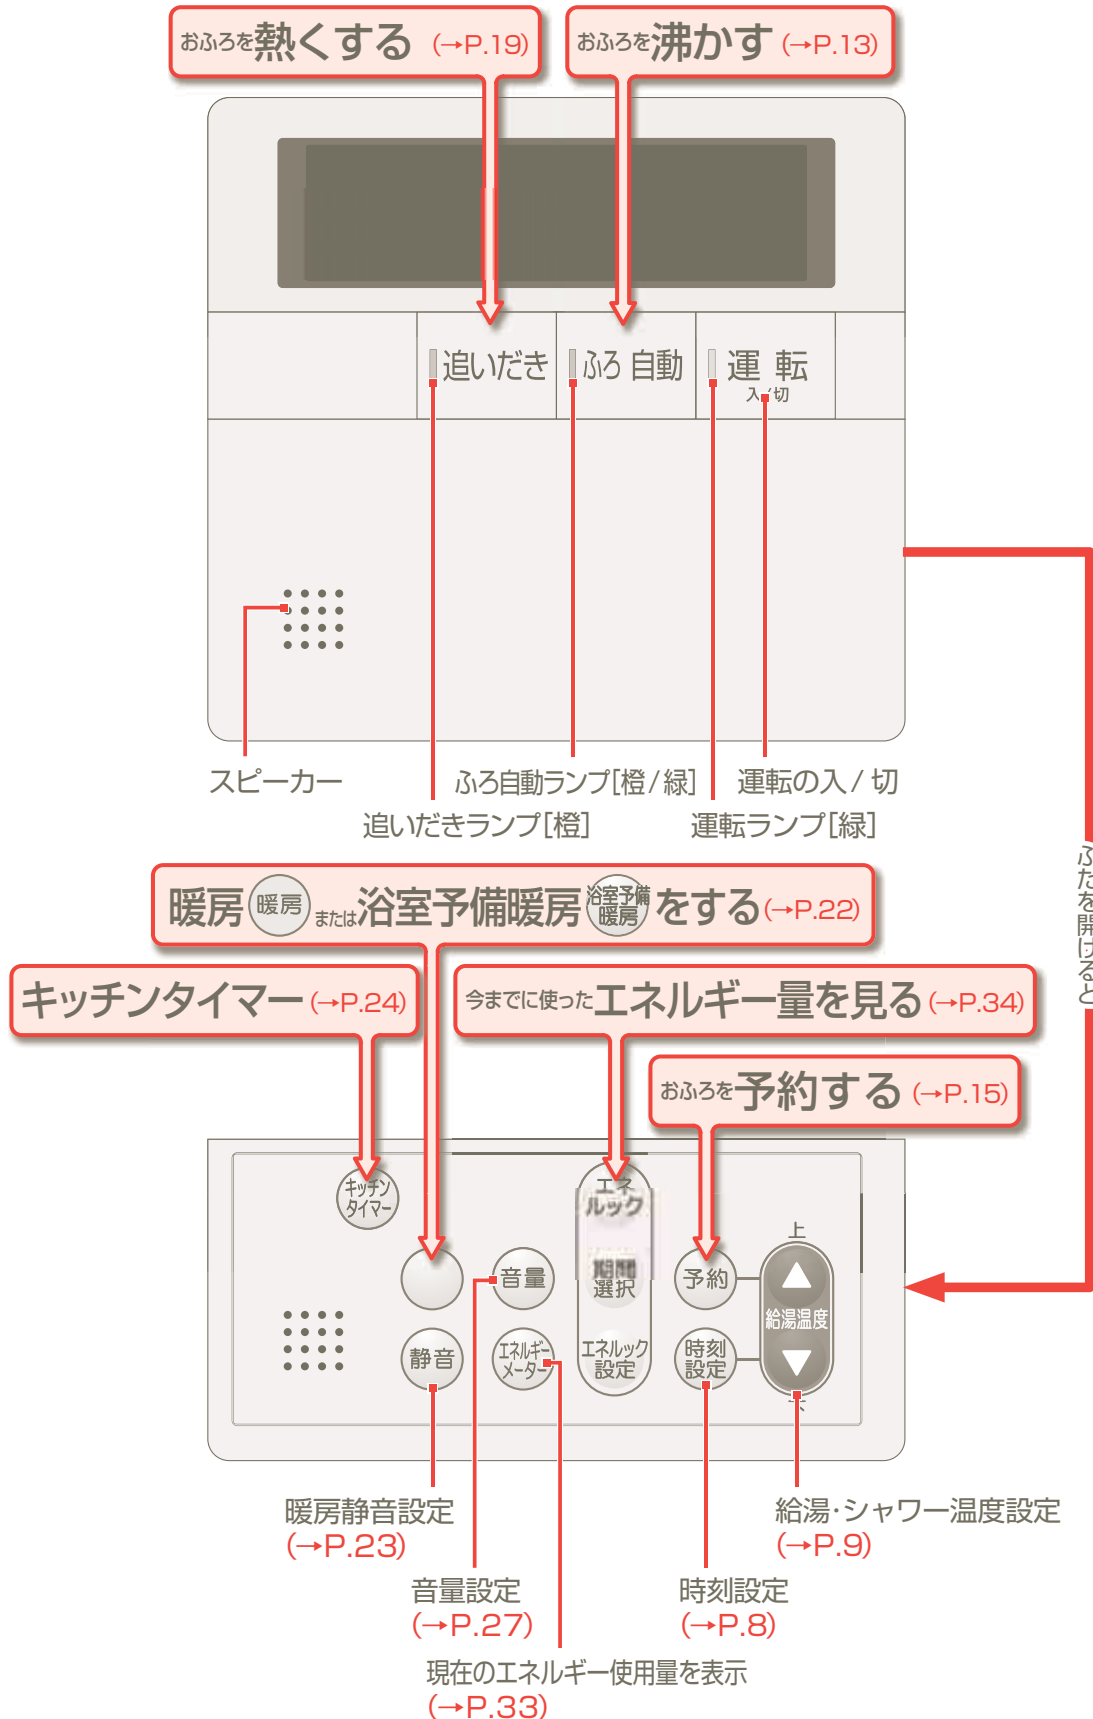 おふろを熱くする (→P.19)
おふろを沸かす (→P.13)
追いだき
ふろ 自動
運 転
入/切
スピーカー
ふろ自動ランプ[橙/緑]
運転の入/切
追いだきランプ[橙]
運転ランプ[緑]
ふたを開けると
暖房 暖房 または 浴室予備暖房 浴室予備暖房 をする (→P.22)
キッチンタイマー (→P.24)
今までに使ったエネルギー量を見る (→P.34)
おふろを予約する (→P.15)
キッチン
タイマー
エネ
ルック
上
音量
期間
選択
予約
給湯温度
静音
エネルギー
メーター
エネルック
設定
時刻
設定
暖房静音設定
(→P.23)
給湯・シャワー温度設定
(→P.9)
音量設定
(→P.27)
時刻設定
(→P.8)
現在のエネルギー使用量を表示
(→P.33)